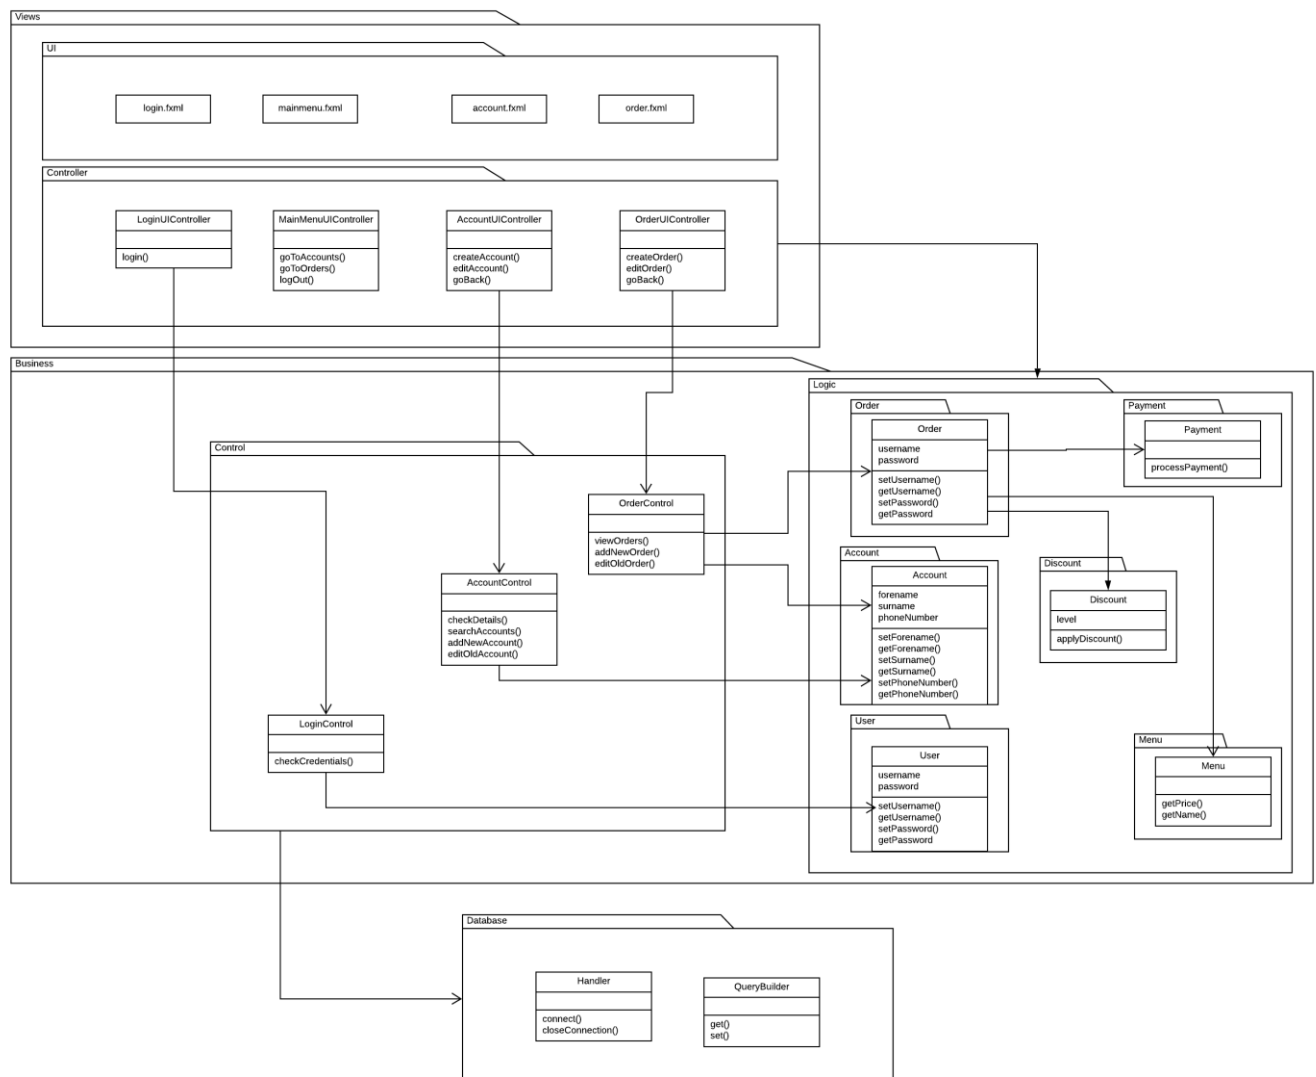 Views
UI
login.fxml
mainmenu.fxml
account.fxml
order.fxml
Controller
LoginUIController
login()
MainMenuUIController
goToAccounts()
goToOrders()
logOut()
AccountUIController
createAccount()
editAccount()
goBack()
OrderUIController
createOrder()
editOrder()
goBack()
Business
Control
OrderControl
viewOrders()
addNewOrder()
editOldOrder()
AccountControl
checkDetails()
searchAccounts()
addNewAccount()
editOldAccount()
LoginControl
checkCredentials()
Logic
Order
Order
username
password
setUsername()
getUsername()
setPassword()
getPassword
Payment
Payment
processPayment()
Account
Account
forename
surname
phoneNumber
setForename()
getForename()
setSurname()
getSurname()
setPhoneNumber()
getPhoneNumber()
Discount
Discount
level
applyDiscount()
User
User
username
password
setUsername()
getUsername()
setPassword()
getPassword
Menu
Menu
getPrice()
getName()
Database
Handler
connect()
closeConnection()
QueryBuilder
get()
set()